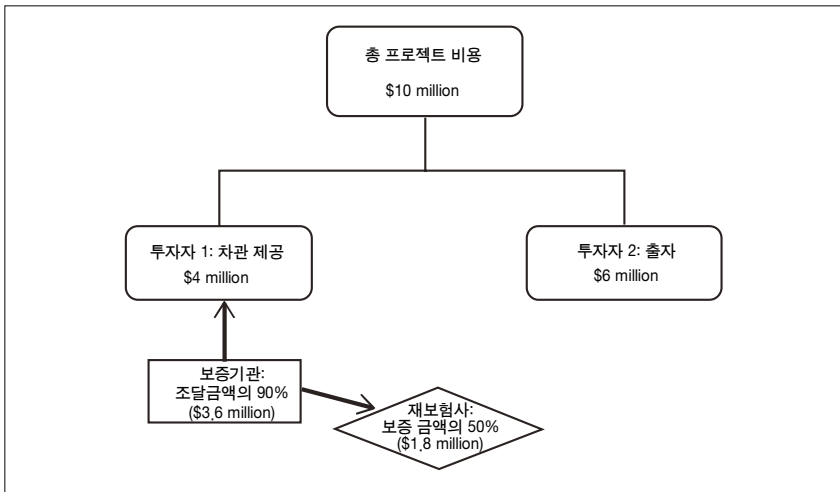 총 프로젝트 비용
$10 million
투자자 1: 차관 제공
$4 million
투자자 2: 출자
$6 million
보증기관:
조달금액의 90%
($3.6 million)
재보험사:
보증 금액의 50%
($1.8 million)